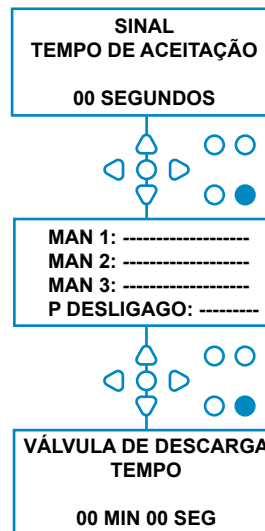 SINAL
TEMPO DE ACEITAÇÃO
00 SEGUNDOS
MAN 1: -------------------
MAN 2: -------------------
MAN 3: -------------------
P DESLIGAGO: ---------
VÁLVULA DE DESCARGA
TEMPO
00 MIN 00 SEG